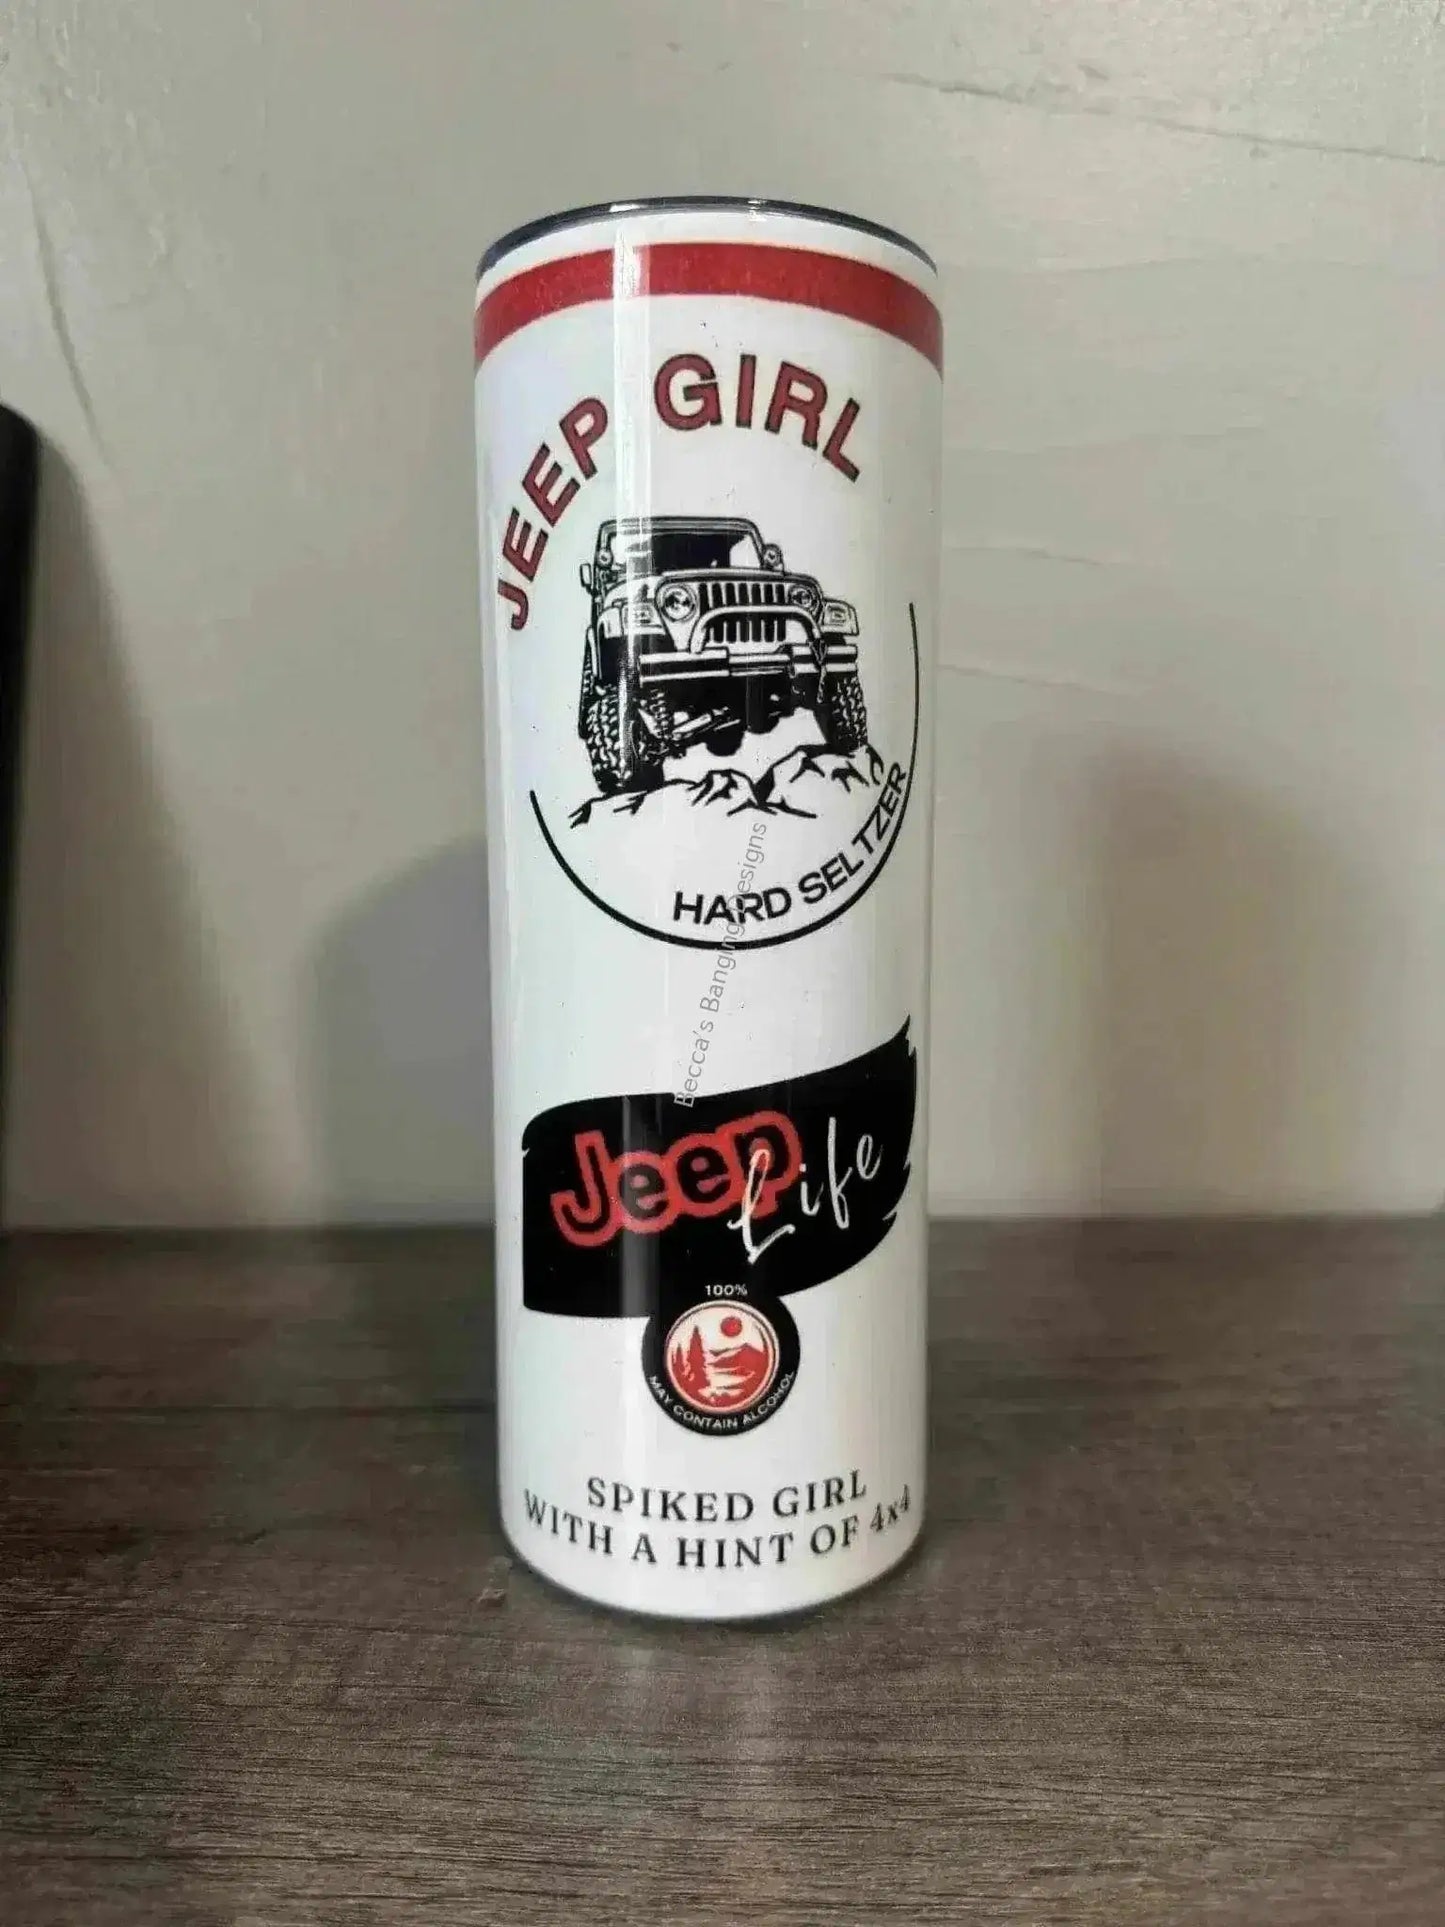 JEEP GIRL
HARD SELTZER
Becca's Banging Designs
Jeep Life
100%
MAY CONTAIN ALCOHOL
SPIKED GIRL
WITH A HINT OF 4x4